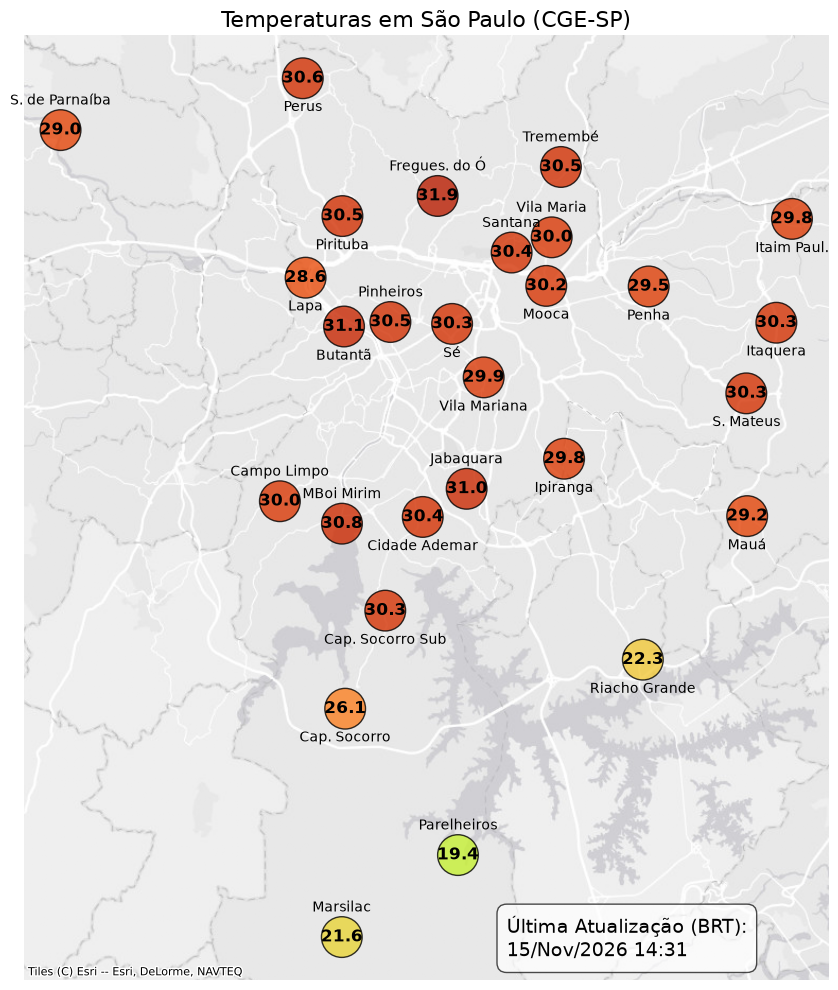 Temperaturas em São Paulo (CGE-SP)
30.6
Perus
S. de Parnaíba
29.0
Tremembé
30.5
Fregues. do Ó
31.9
Vila Maria
30.0
Santana
30.4
30.5
Pirituba
29.8
Itaim Paul.
28.6
Lapa
Pinheiros
30.5
31.1
Butantã
30.3
Sé
30.2
Mooca
29.5
Penha
30.3
Itaquera
29.9
Vila Mariana
30.3
S. Mateus
Jabaquara
31.0
29.8
Ipiranga
Campo Limpo
30.0
MBoi Mirim
30.8
30.4
Cidade Ademar
29.2
Mauá
30.3
Cap. Socorro Sub
22.3
Riacho Grande
26.1
Cap. Socorro
Parelheiros
19.4
Marsilac
21.6
Última Atualização (BRT):
15/Nov/2026 14:31
Tiles (C) Esri -- Esri, DeLorme, NAVTEQ